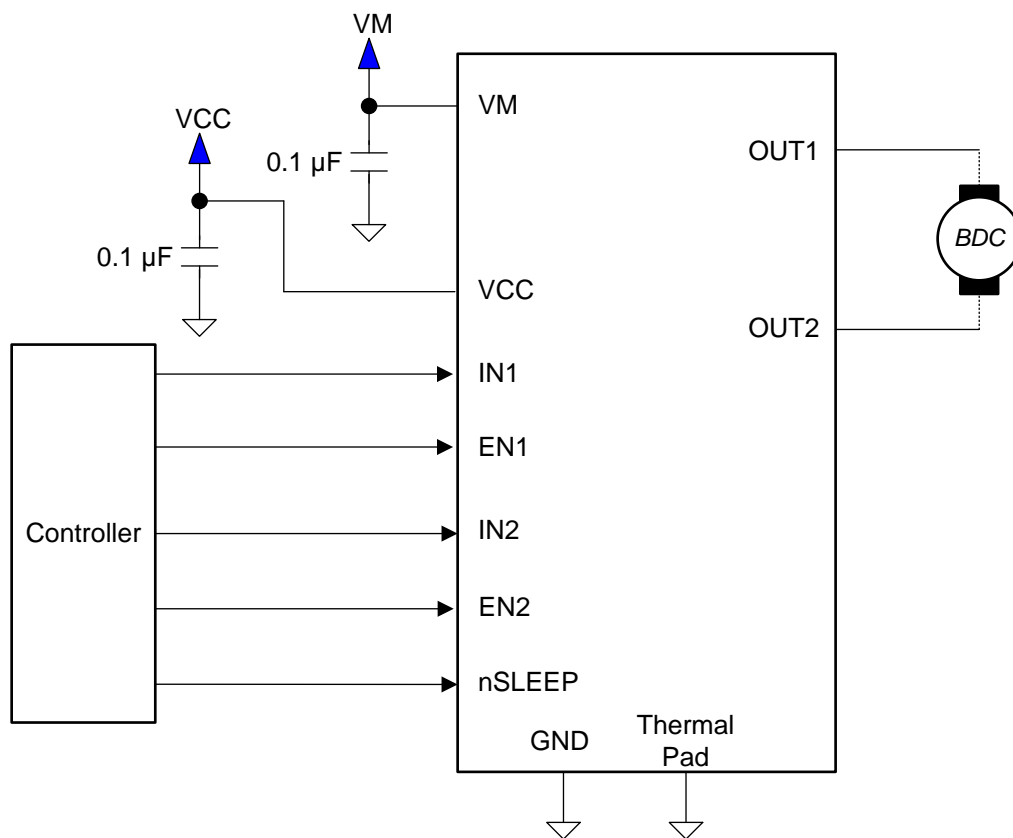 VM
VCC
VM
0.1 µF
OUT1
BDC
0.1 µF
VCC
OUT2
IN1
EN1
Controller
IN2
EN2
nSLEEP
GND
Thermal
Pad